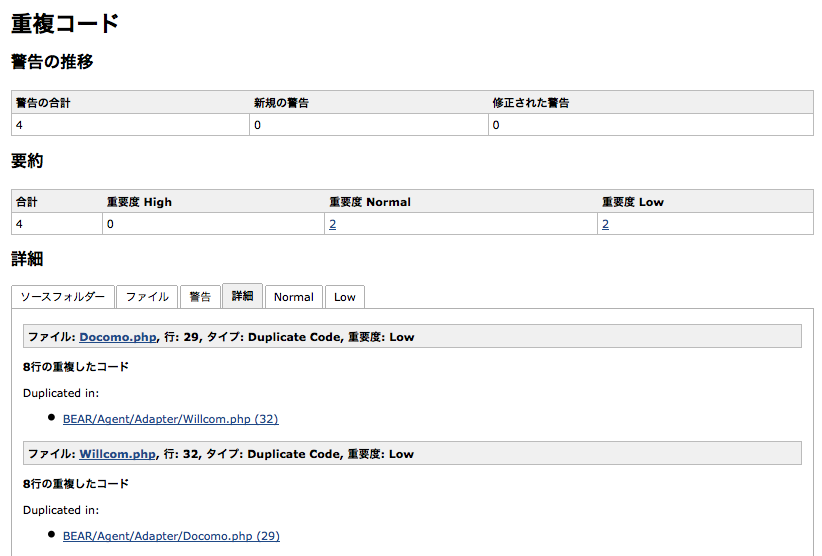 重複コード
警告の推移
警告の合計 新規の警告 修正された警告
4 0 0
要約
合計 重要度 High 重要度 Normal 重要度 Low
4 0 2 2
詳細
ソースフォルダー ファイル 警告 詳細 Normal Low
ファイル: Docomo.php, 行: 29, タイプ: Duplicate Code, 重要度: Low
8行の重複したコード
Duplicated in:
● BEAR/Agent/Adapter/Willcom.php (32)
ファイル: Willcom.php, 行: 32, タイプ: Duplicate Code, 重要度: Low
8行の重複したコード
Duplicated in:
● BEAR/Agent/Adapter/Docomo.php (29)